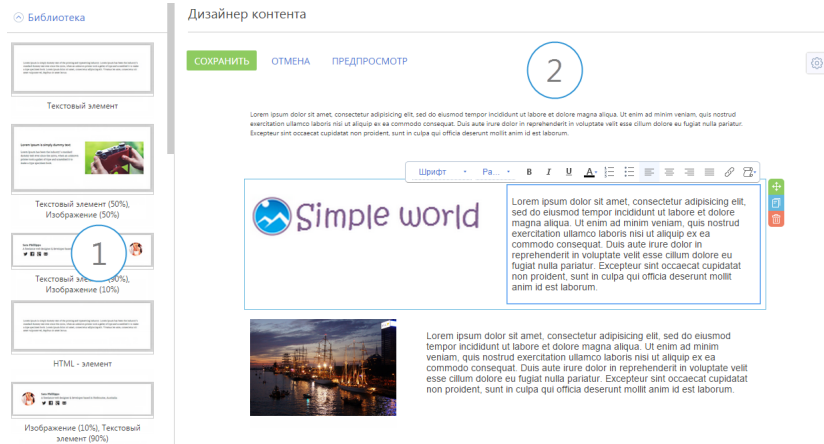 Библиотека
Текстовый элемент
Lorem Ipsum is simply dummy text
Текстовый элемент (50%),
Изображение (50%)
1
Текстовый
Изображение (10%)
HTML - элемент
Изображение (10%), Текстовый
элемент (90%)
Дизайнер контента
СОХРАНИТЬ ОТМЕНА ПРЕДПРОСМОТР
2
Lorem ipsum dolor sit amet, consectetur adipisicing elit, sed do eiusmod tempor incididunt ut labore et dolore magna aliqua. Ut enim ad minim veniam, quis nostrud
exercitation ullamco laboris nisi ut aliquip ex ea commodo consequat. Duis aute irure dolor in reprehenderit in voluptate velit esse cillum dolore eu fugiat nulla pariatur.
Excepteur sint occaecat cupidatat non proident, sunt in culpa qui officia deserunt mollit anim id est laborum.
Шрифт Ра... B I U A
Simple world
Lorem ipsum dolor sit amet, consectetur adipisicing elit,
sed do eiusmod tempor incididunt ut labore et dolore
magna aliqua. Ut enim ad minim veniam, quis nostrud
exercitation ullamco laboris nisi ut aliquip ex ea
commodo consequat. Duis aute irure dolor in
reprehenderit in voluptate velit esse cillum dolore eu
fugiat nulla pariatur. Excepteur sint occaecat cupidatat
non proident, sunt in culpa qui officia deserunt mollit
anim id est laborum.
Lorem ipsum dolor sit amet, consectetur adipisicing elit, sed do eiusmod
tempor incididunt ut labore et dolore magna aliqua. Ut enim ad minim
veniam, quis nostrud exercitation ullamco laboris nisi ut aliquip ex ea
commodo consequat. Duis aute irure dolor in reprehenderit in voluptate velit
esse cillum dolore eu fugiat nulla pariatur. Excepteur sint occaecat cupidatat
non proident, sunt in culpa qui officia deserunt mollit anim id est laborum.